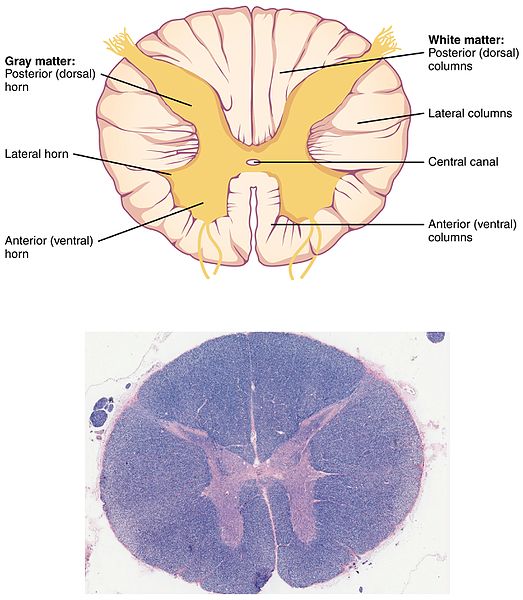 Gray matter:
Posterior (dorsal)
horn
Lateral horn
Anterior (ventral)
horn
White matter:
Posterior (dorsal)
columns
Lateral columns
Central canal
Anterior (ventral)
columns